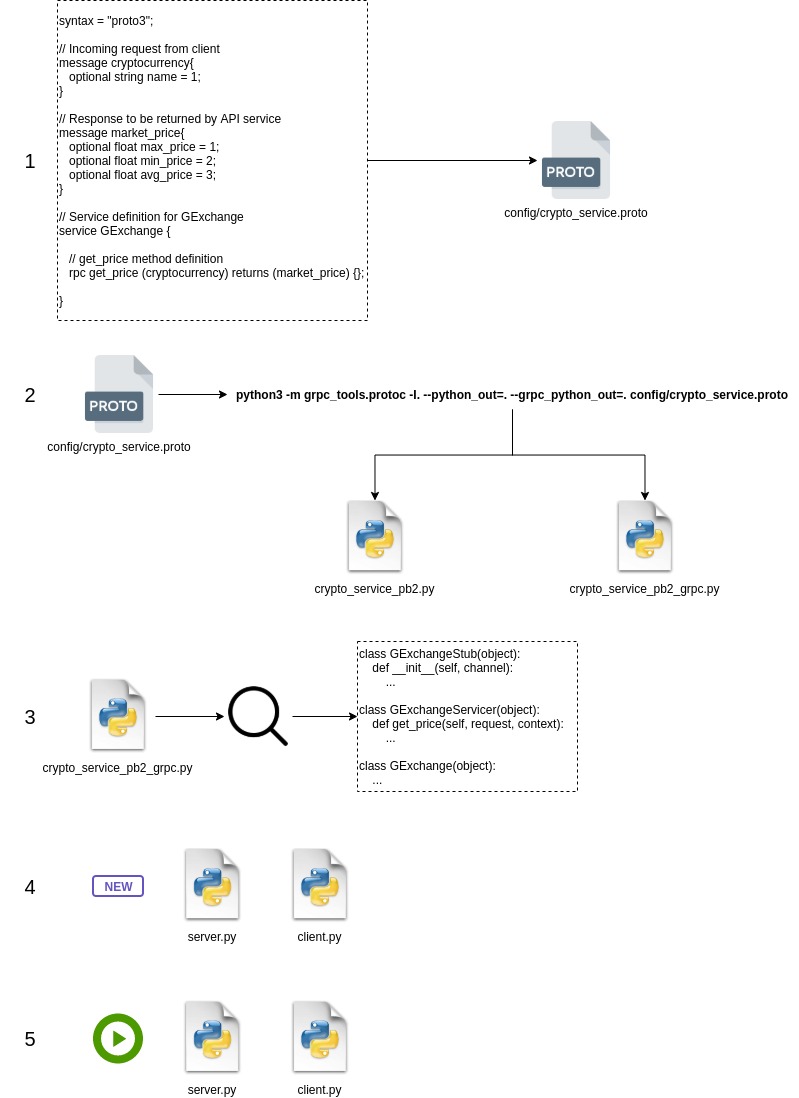 syntax = "proto3";
// Incoming request from client
message cryptocurrency{
optional string name = 1;
}
// Response to be returned by API service
message market_price{
optional float max_price = 1;
optional float min_price = 2;
optional float avg_price = 3;
}
// Service definition for GExchange
service GExchange {
// get_price method definition
rpc get_price (cryptocurrency) returns (market_price) {};
}
1
PROTO
config/crypto_service.proto
2
PROTO
config/crypto_service.proto
python3 -m grpc_tools.protoc -I. --python_out=. --grpc_python_out=. config/crypto_service.proto
crypto_service_pb2.py
crypto_service_pb2_grpc.py
3
crypto_service_pb2_grpc.py
class GExchangeStub(object):
def __init__(self, channel):
...
class GExchangeServicer(object):
def get_price(self, request, context):
...
class GExchange(object):
...
4
NEW
server.py
client.py
5
server.py
client.py